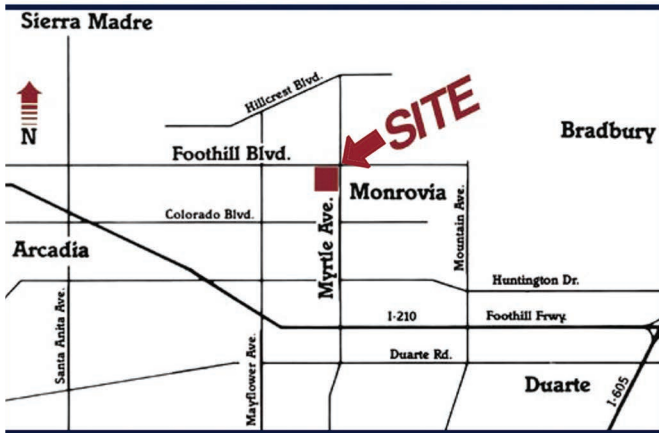 Sierra Madre
Hillcrest Blvd.
SITE
N
Bradbury
Foothill Blvd.
Monrovia
Colorado Blvd.
Myrtle Ave.
Mountain Ave.
Arcadia
Huntington Dr.
Santa Anita Ave.
I-210
Foothill Frwy.
Mayflower Ave.
Duarte Rd.
Duarte
I-605